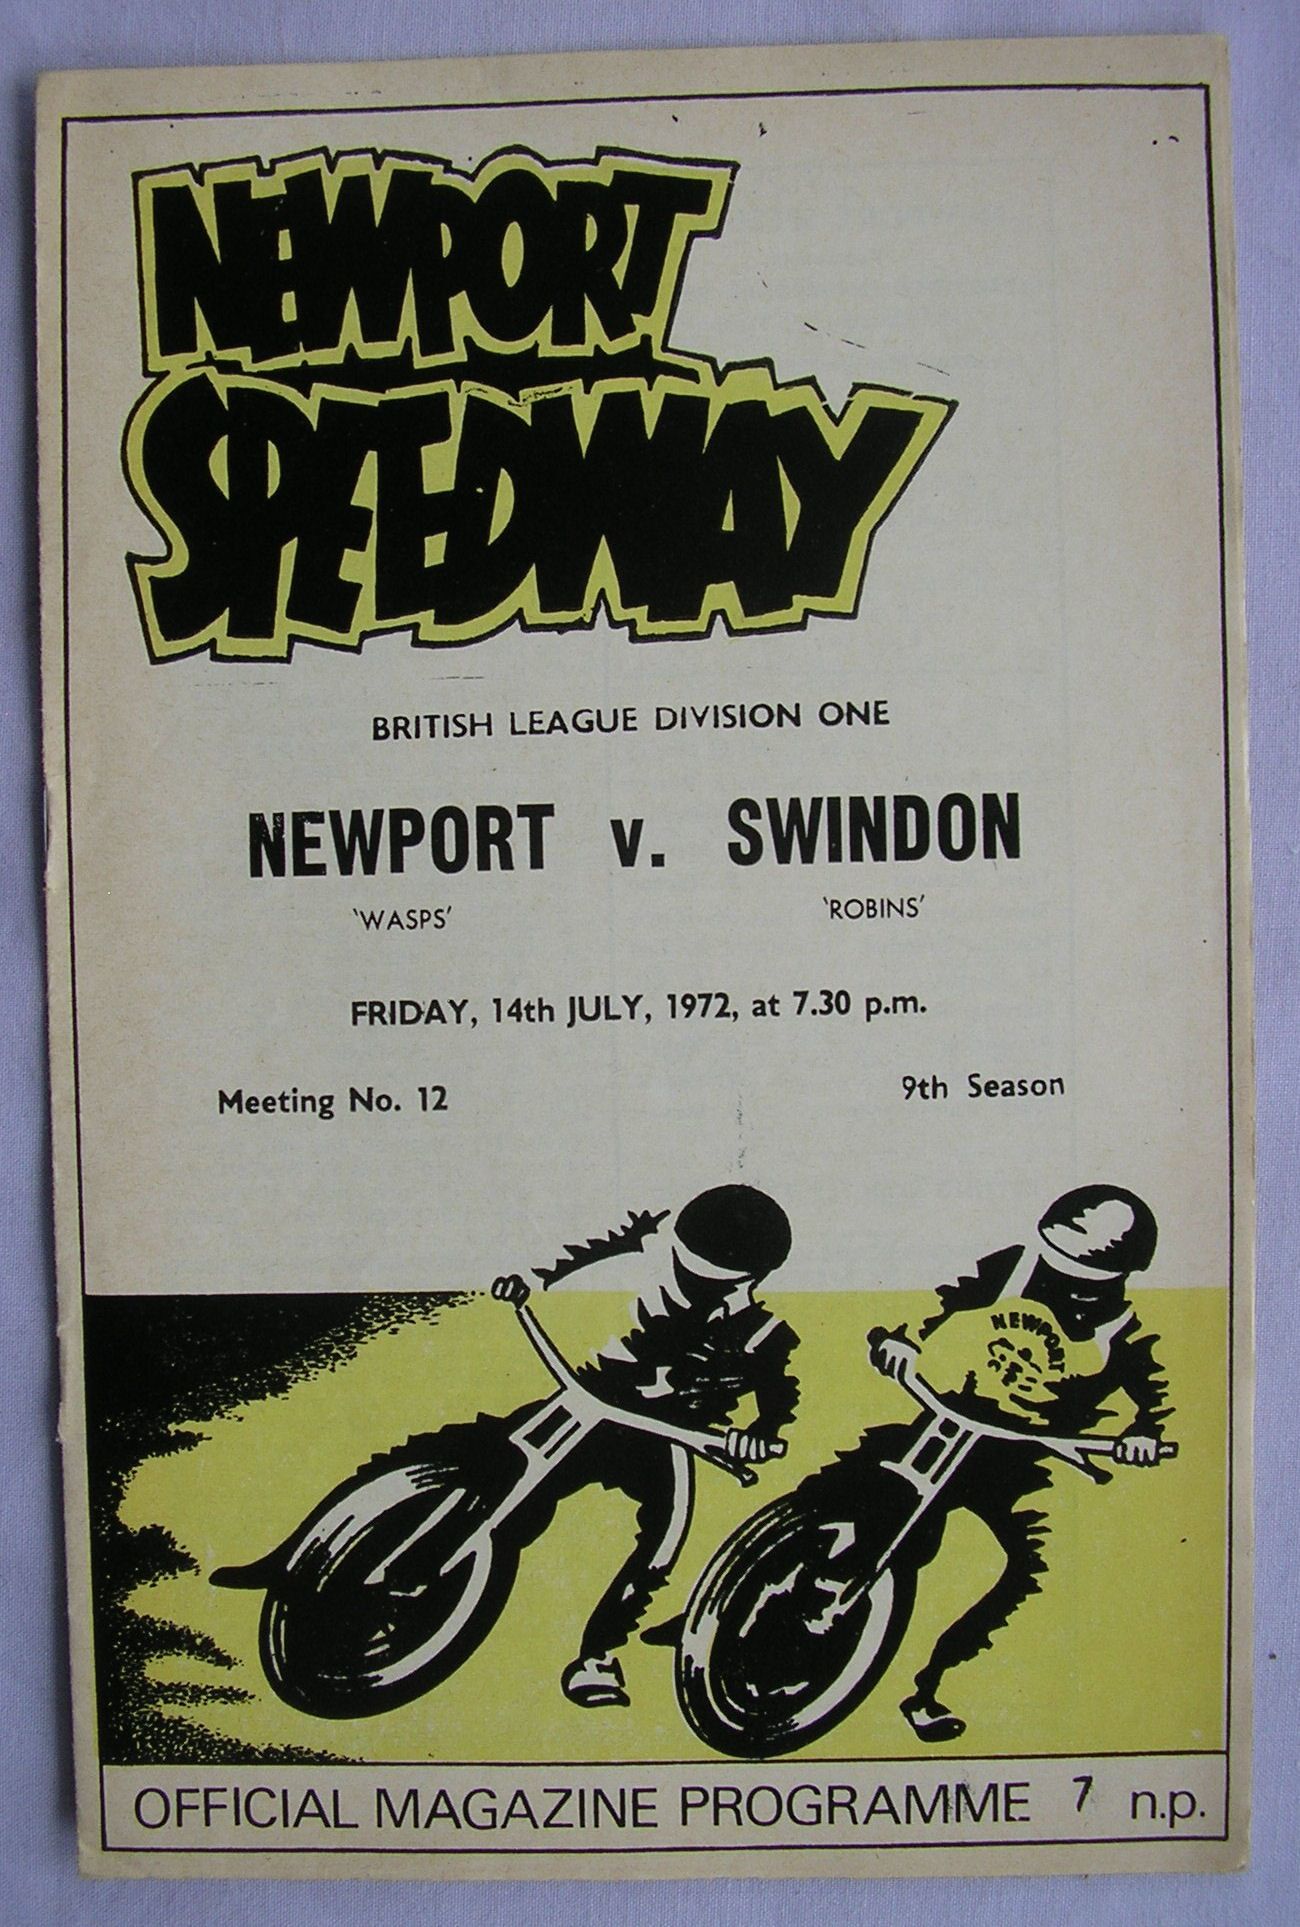 NEWPORT
SPEEDWAY
BRITISH LEAGUE DIVISION ONE
NEWPORT v. SWINDON
'WASPS' 'ROBINS'
FRIDAY, 14th JULY, 1972, at 7.30 p.m.
Meeting No. 12 9th Season
NEWPORT
OFFICIAL MAGAZINE PROGRAMME 7 n.p.